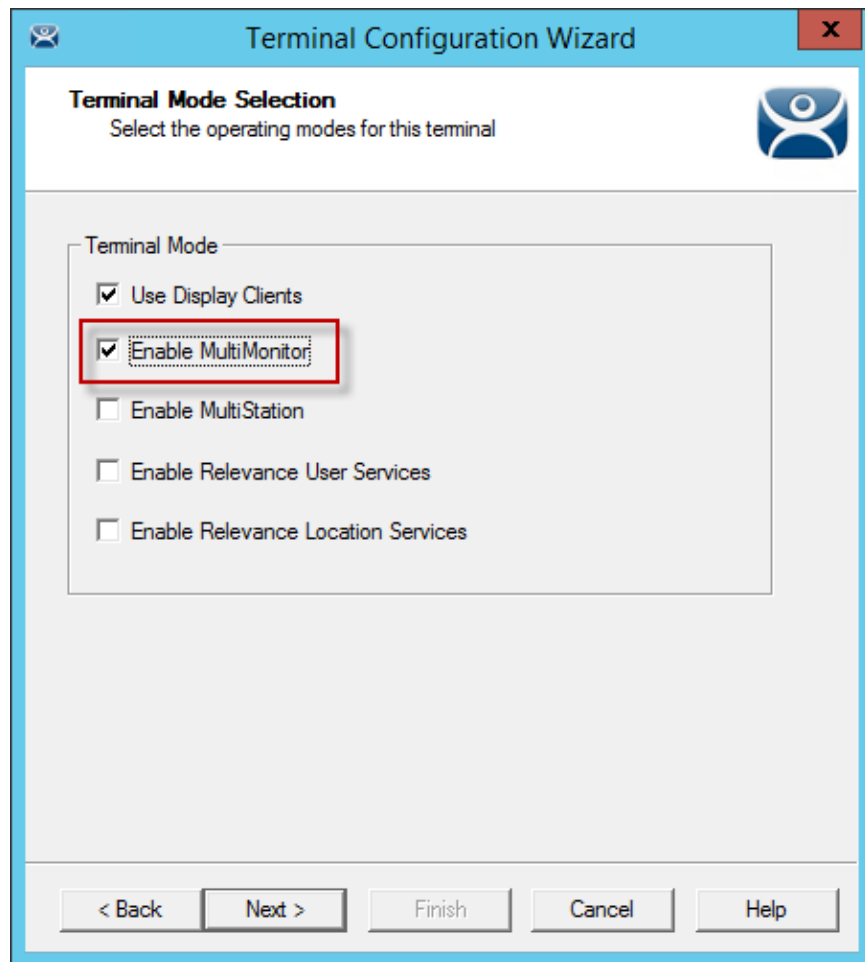 Terminal Configuration Wizard
x
Terminal Mode Selection
Select the operating modes for this terminal
Terminal Mode
Use Display Clients
Enable MultiMonitor
Enable MultiStation
Enable Relevance User Services
Enable Relevance Location Services
< Back Next > Finish Cancel Help